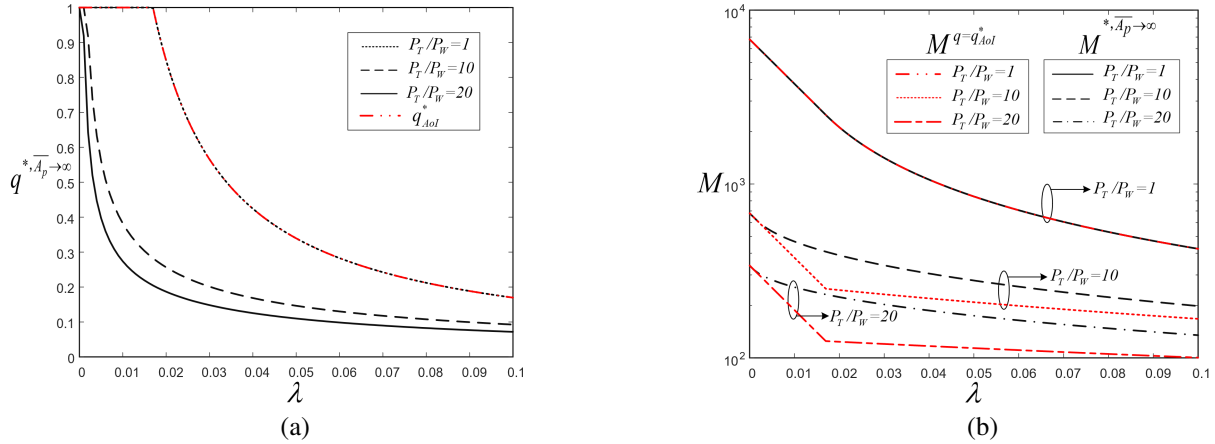 1
0.9
0.8
0.7
0.6
0.5
0.4
0.3
0.2
0.1
0
q^{*, \overline{A_p}→∞}
P_T/P_W=1
P_T/P_W=10
P_T/P_W=20
q^*_{AoI}
0 0.01 0.02 0.03 0.04 0.05 0.06 0.07 0.08 0.09 0.1
λ
(a)
10^4
10^3
10^2
M
M^{q=q^*_{AoI}}
P_T/P_W=1
P_T/P_W=10
P_T/P_W=20
M^{*, \overline{A_p}→∞}
P_T/P_W=1
P_T/P_W=10
P_T/P_W=20
P_T/P_W=1
P_T/P_W=10
P_T/P_W=20
0 0.01 0.02 0.03 0.04 0.05 0.06 0.07 0.08 0.09 0.1
λ
(b)